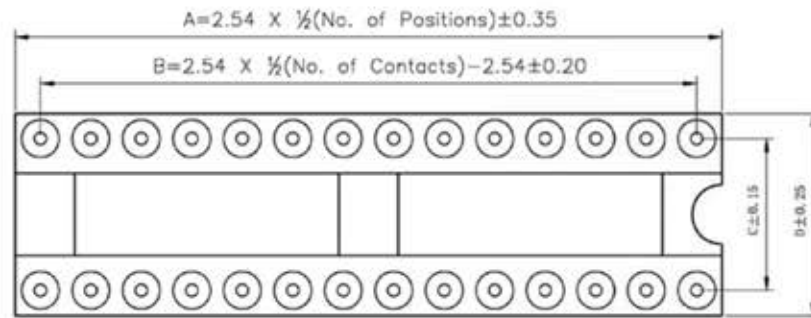 A=2.54 X ½(No. of Positions)±0.35
B=2.54 X ½(No. of Contacts)−2.54±0.20
C±0.15
D±0.25